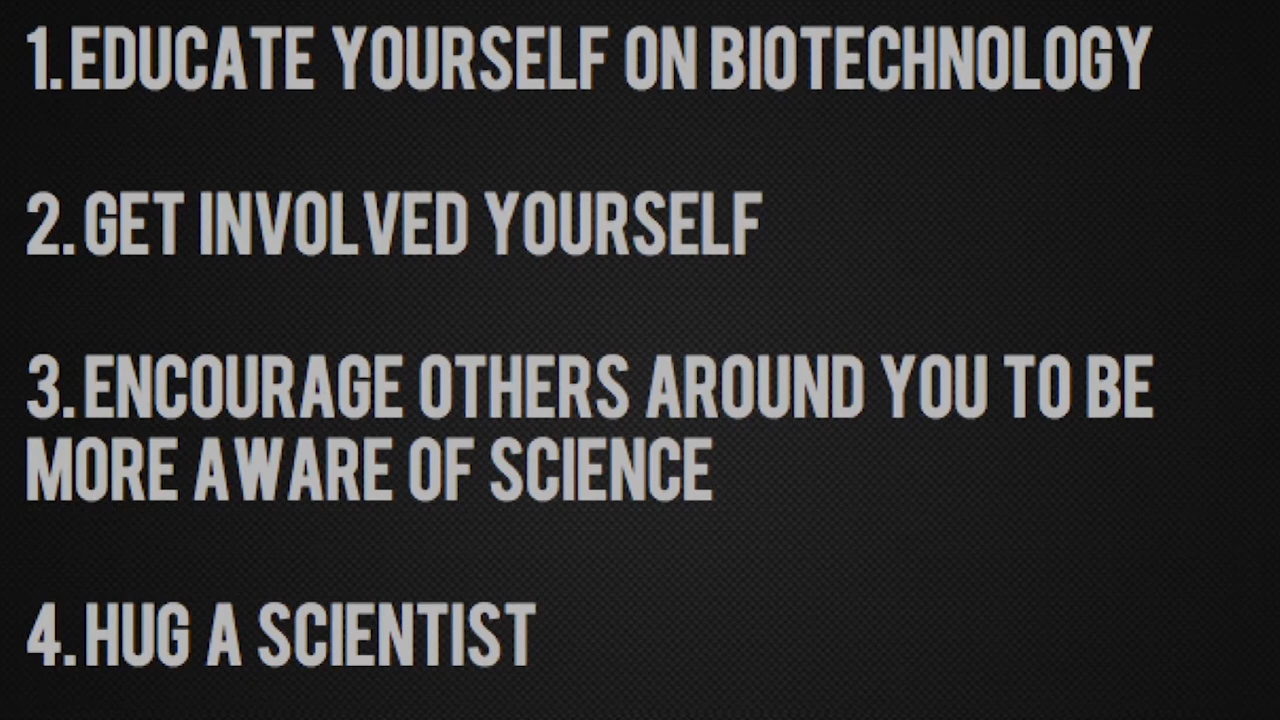 1. EDUCATE YOURSELF ON BIOTECHNOLOGY
2. GET INVOLVED YOURSELF
3. ENCOURAGE OTHERS AROUND YOU TO BE
MORE AWARE OF SCIENCE
4. HUG A SCIENTIST